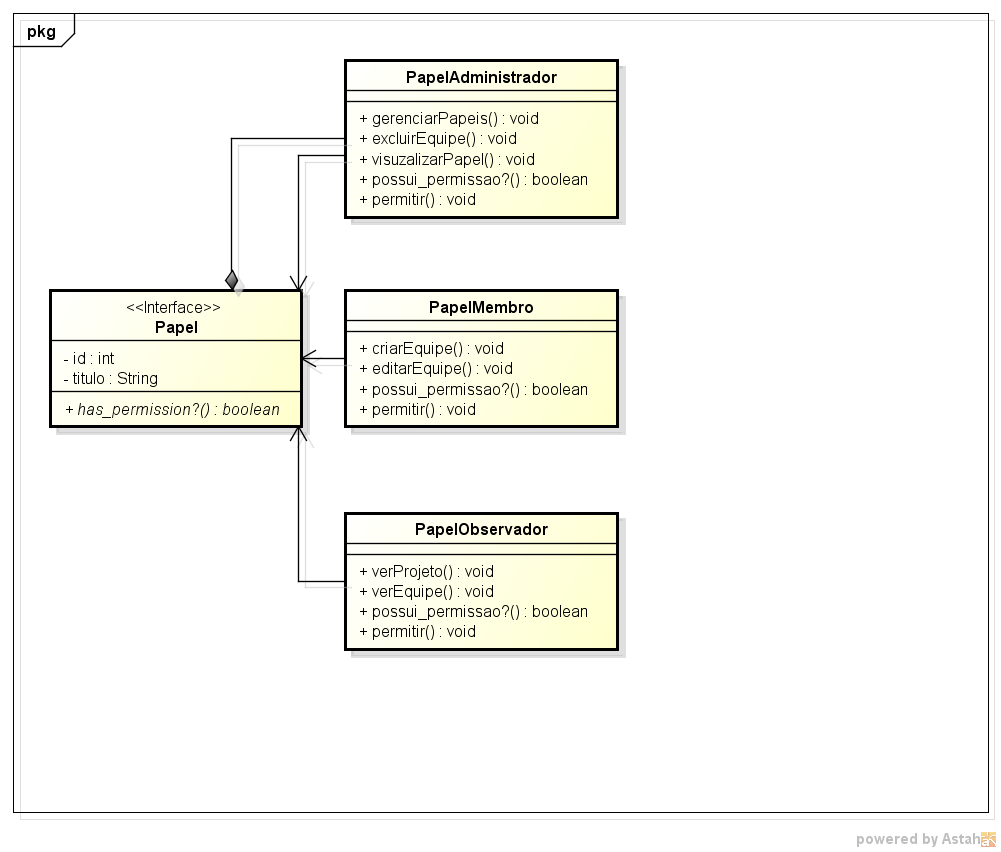 pkg
PapelAdministrador
+ gerenciarPapeis() : void
+ excluirEquipe() : void
+ visuzalizarPapel() : void
+ possui_permissao?() : boolean
+ permitir() : void
<<Interface>>
Papel
- id : int
- titulo : String
+ has_permission?() : boolean
PapelMembro
+ criarEquipe() : void
+ editarEquipe() : void
+ possui_permissao?() : boolean
+ permitir() : void
PapelObservador
+ verProjeto() : void
+ verEquipe() : void
+ possui_permissao?() : boolean
+ permitir() : void
powered by Astah